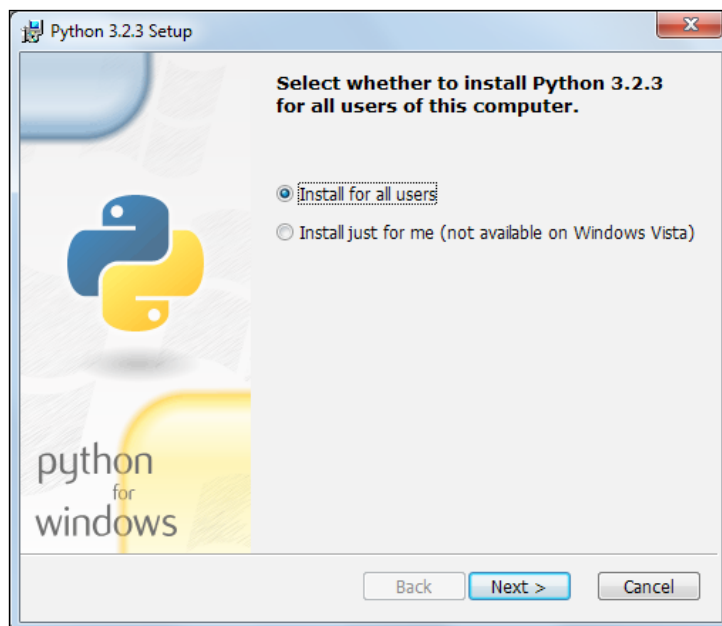 Python 3.2.3 Setup
Select whether to install Python 3.2.3
for all users of this computer.
Install for all users
Install just for me (not available on Windows Vista)
python
for
windows
Back
Next >
Cancel